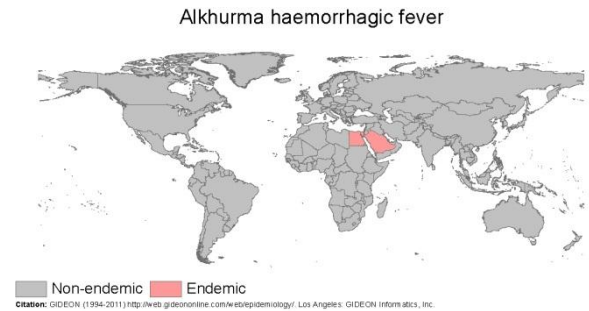 Alkhurma haemorrhagic fever
Non-endemic Endemic
Citation: GIDEON (1994-2011) http://web.gideononline.com/web/epidemiology/. Los Angeles: GIDEON Informatics, Inc.